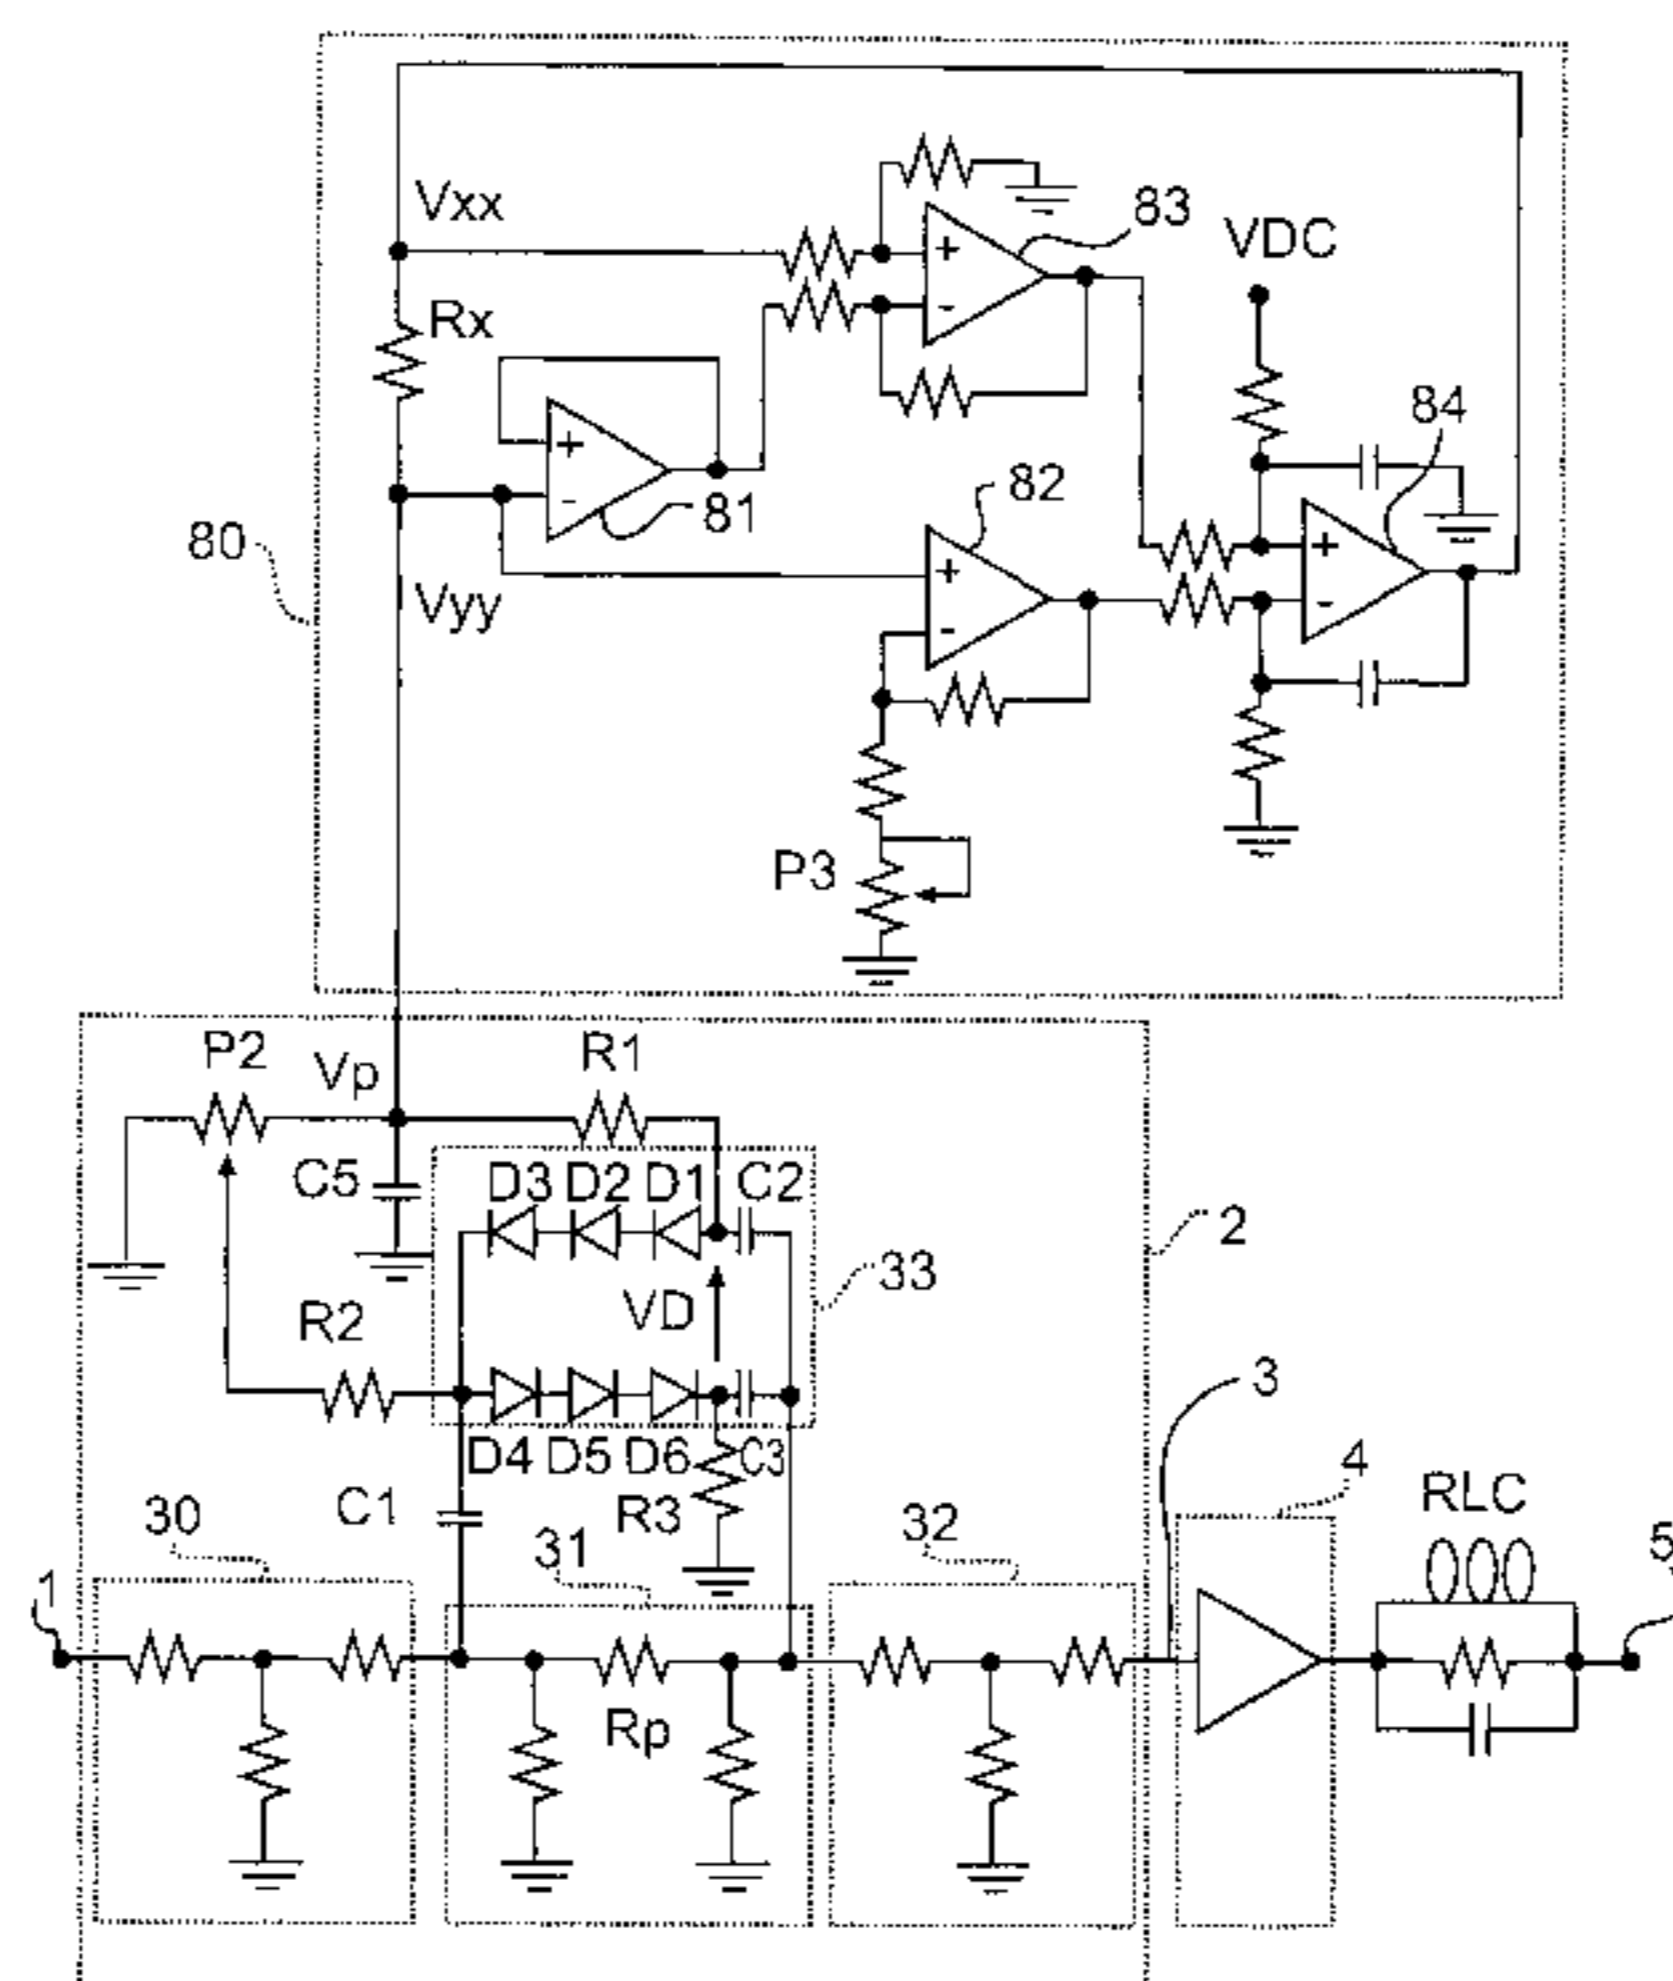 Vxx
83
VDC
Rx
84
+
-
+
-
81
82
80
+
-
+
-
Vyy
P3
P2
Vp
R1
C5
D3 D2 D1 C2
2
33
VD
R2
3
D4 D5 D6 C3
4
RLC
C1
R3
30
31
32
5
1
Rp